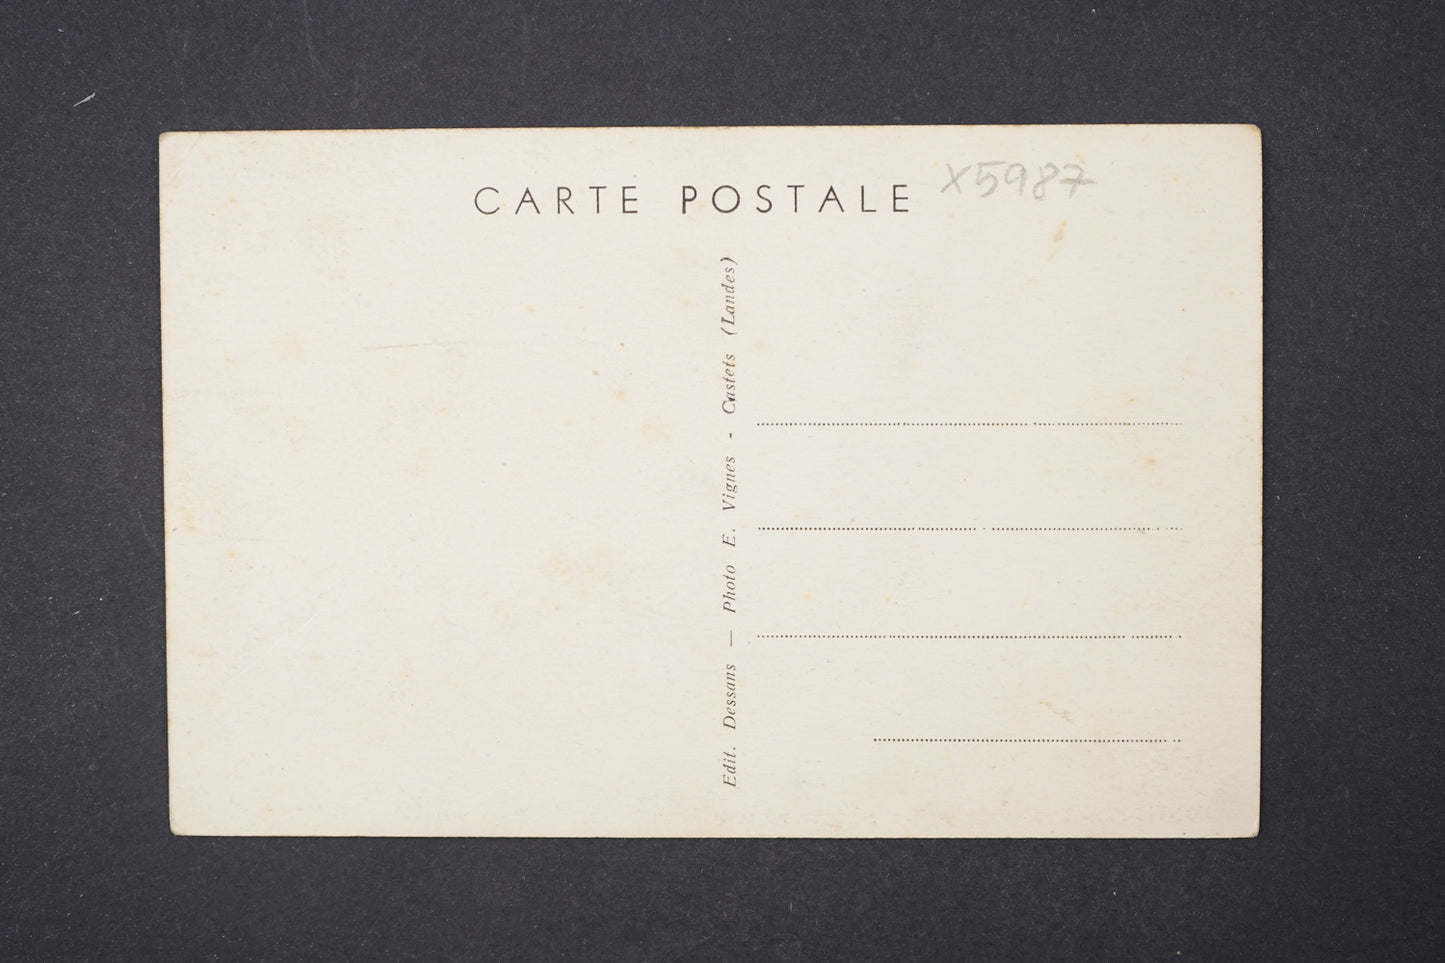 CARTE POSTALE
X5987
Edit. Dessans — Photo E. Vignes - Castets (Landes)